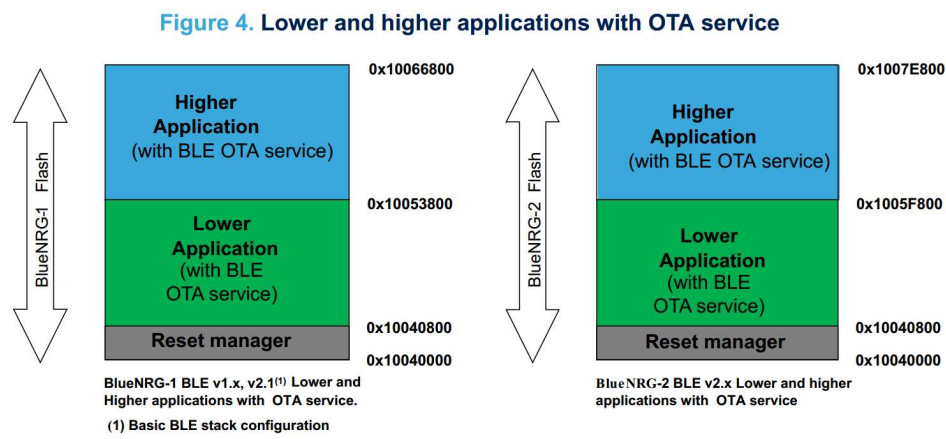 Figure 4. Lower and higher applications with OTA service
BlueNRG-1 Flash
0x10066800
Higher
Application
(with BLE OTA service)
0x10053800
Lower
Application
(with BLE
OTA service)
0x10040800
Reset manager
0x10040000
BlueNRG-1 BLE v1.x, v2.1(1) Lower and
Higher applications with OTA service.
(1) Basic BLE stack configuration
BlueNRG-2 Flash
0x1007E800
Higher
Application
(with BLE OTA service)
0x1005F800
Lower
Application
(with BLE
OTA service)
0x10040800
Reset manager
0x10040000
BlueNRG-2 BLE v2.x Lower and higher
applications with OTA service